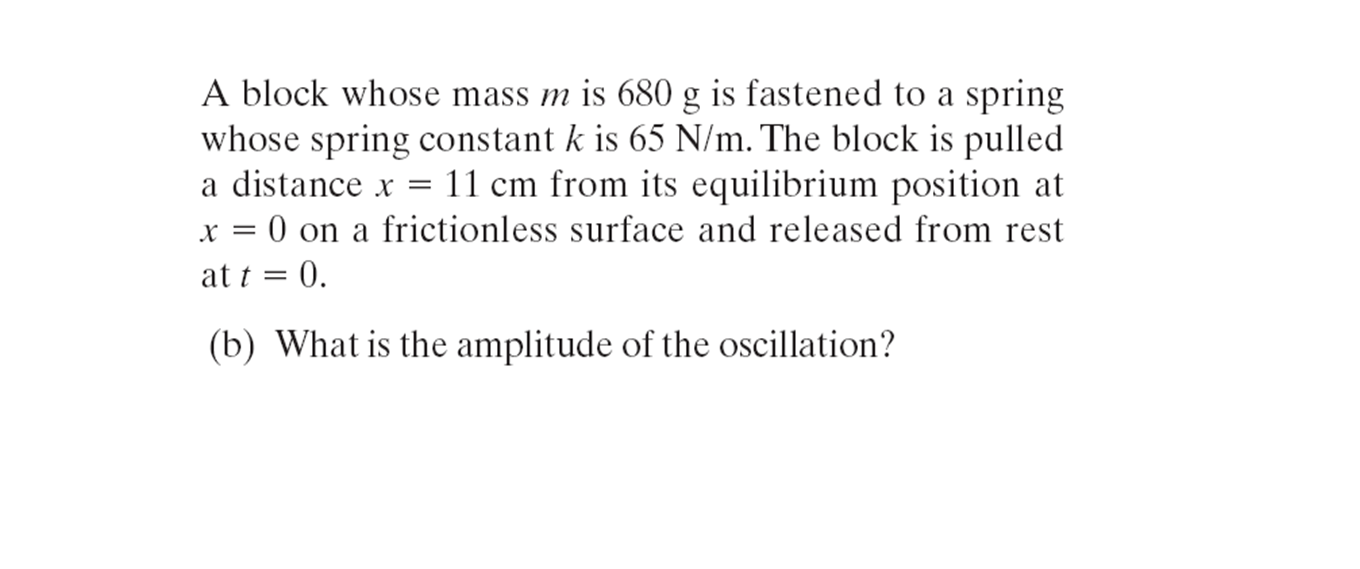 A block whose mass m is 680 g is fastened to a spring
whose spring constant k is 65 N/m. The block is pulled
a distance x = 11 cm from its equilibrium position at
x = 0 on a frictionless surface and released from rest
at t = 0.
(b) What is the amplitude of the oscillation?